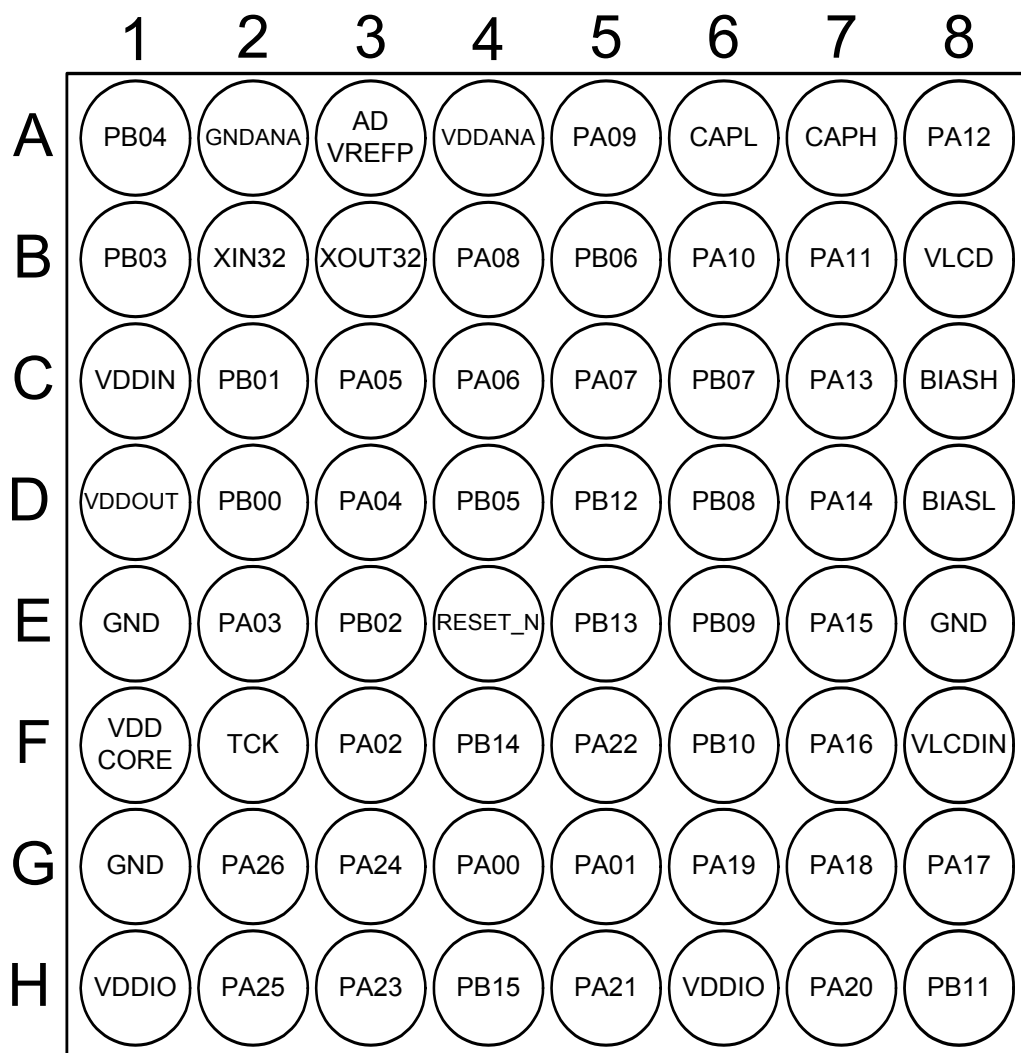 1 2 3 4 5 6 7 8
A PB04 GNDANA AD VREFP VDDANA PA09 CAPL CAPH PA12
B PB03 XIN32 XOUT32 PA08 PB06 PA10 PA11 VLCD
C VDDIN PB01 PA05 PA06 PA07 PB07 PA13 BIASH
D VDDOUT PB00 PA04 PB05 PB12 PB08 PA14 BIASL
E GND PA03 PB02 RESET_N PB13 PB09 PA15 GND
F VDD CORE TCK PA02 PB14 PA22 PB10 PA16 VLCDIN
G GND PA26 PA24 PA00 PA01 PA19 PA18 PA17
H VDDIO PA25 PA23 PB15 PA21 VDDIO PA20 PB11